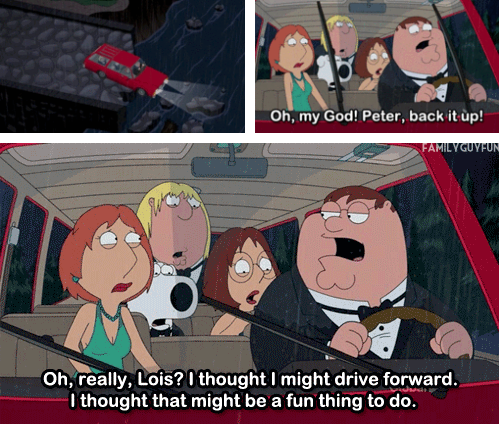 Oh, my God! Peter, back it up!
FAMILYGUYFUN
Oh, really, Lois? I thought I might drive forward.
I thought that might be a fun thing to do.